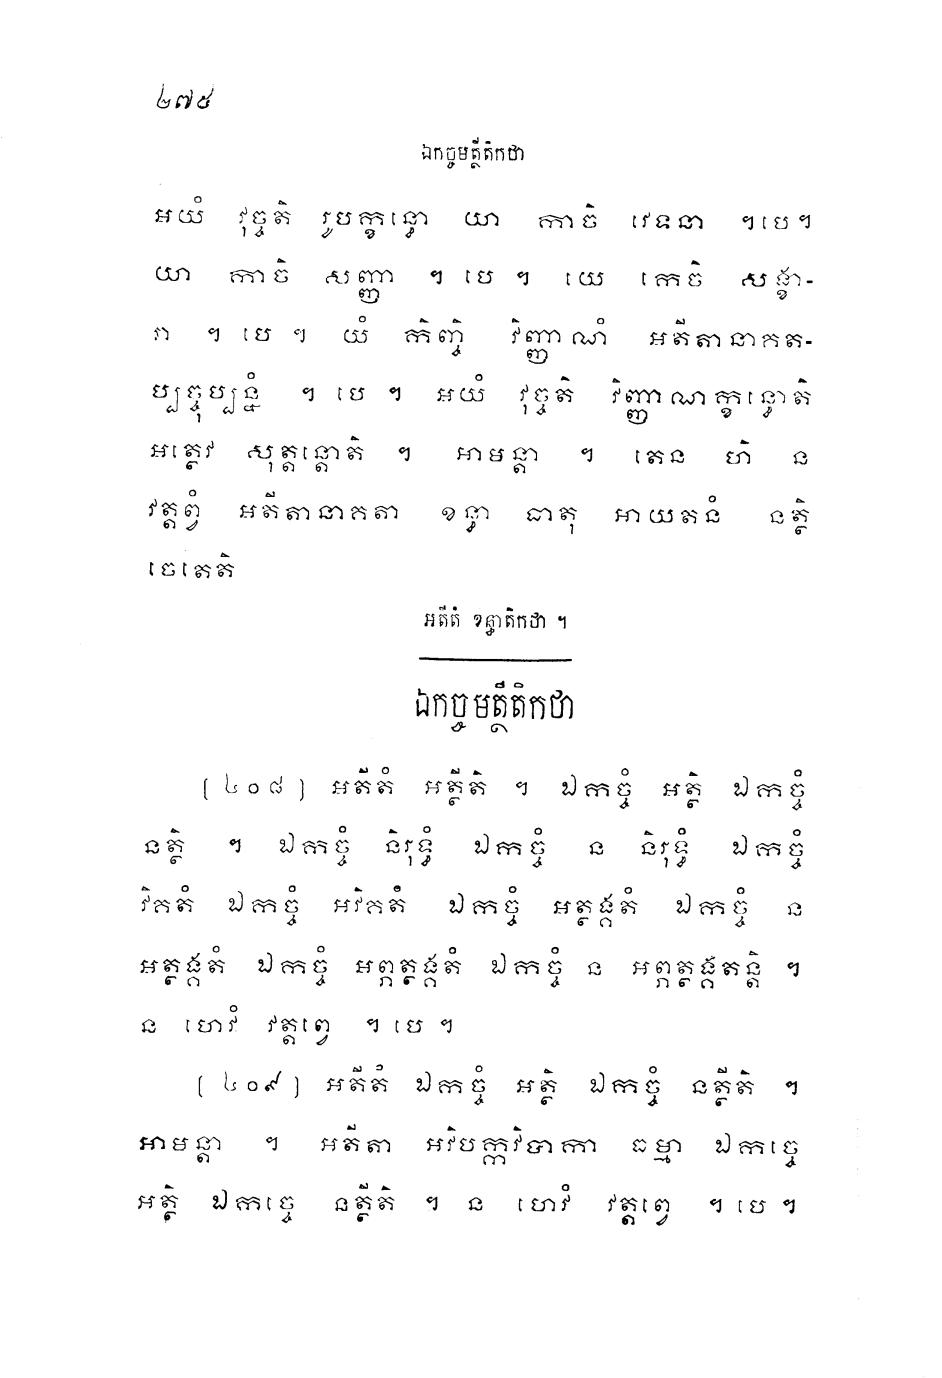 ២៧៥
ឯកច្ចមត្ថីតិកថា
អយំ វុច្ចតិ រូបក្ខន្ធោ យា កាចិ វេទនា ។បេ។
យា កាចិ សញ្ញា ។ បេ ។ យេ កេចិ សង្ខា-
រា ។ បេ ។ យំ កិញ្ចិ វិញ្ញាណំ អតីតានាគត-
ប្បច្ចុប្បន្នំ ។ បេ ។ អយំ វុច្ចតិ វិញ្ញាណក្ខន្ធោតិ
អត្ថេវ សុត្តន្តោតិ ។ អាមន្តា ។ តេន ហិ ន
វត្តព្វំ អតីតានាគតា ខន្ធា ធាតុ អាយតនំ នត្ថិ
ចេតេតិ
អតីតំ ខន្ធាតិកថា ។
ឯកច្ចមត្ថីតិកថា
[ ៤០៨ ] អតីតំ អត្ថីតិ ។ ឯកច្ចំ អត្ថិ ឯកច្ចំ
នត្ថិ ។ ឯកច្ចំ និរុទ្ធំ ឯកច្ចំ ន និរុទ្ធំ ឯកច្ចំ
វិគតំ ឯកច្ចំ អវិគតំ ឯកច្ចំ អត្ថង្គតំ ឯកច្ចំ ន
អត្ថង្គតំ ឯកច្ចំ អព្ភត្ថង្គតំ ឯកច្ចំ ន អព្ភត្ថង្គតន្តិ ។
ន ហេវំ វត្តព្វេ ។ បេ ។
[ ៤០៩ ] អតីតំ ឯកច្ចំ អត្ថិ ឯកច្ចំ នត្ថីតិ ។
អាមន្តា ។ អតីតា អវិបក្កវិបាកា ធម្មា ឯកច្ចេ
អត្ថិ ឯកច្ចេ នត្ថីតិ ។ ន ហេវំ វត្តព្វេ ។ បេ ។